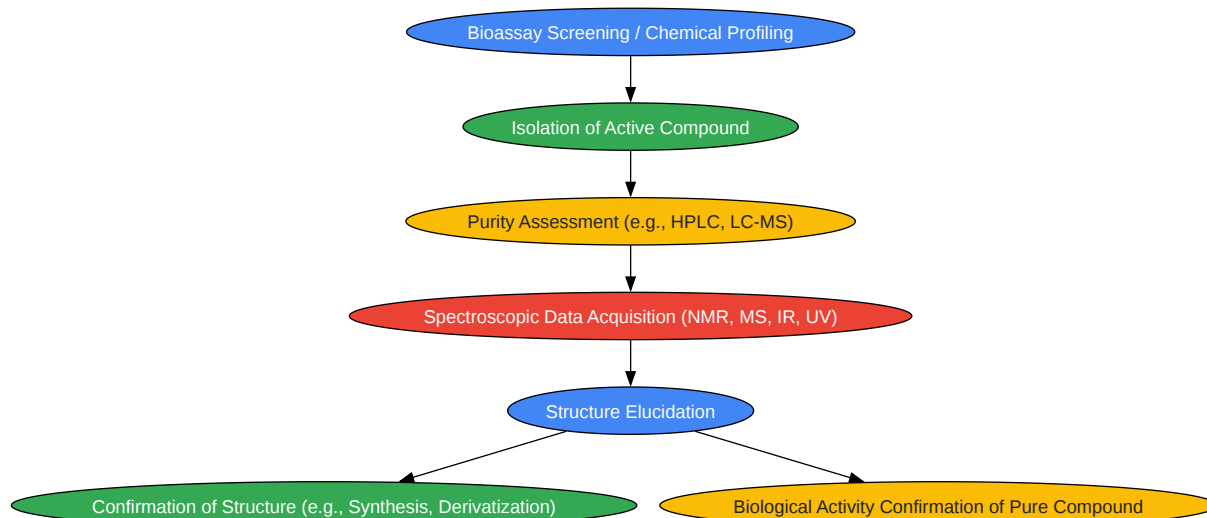 Bioassay Screening / Chemical Profiling
Isolation of Active Compound
Purity Assessment (e.g., HPLC, LC-MS)
Spectroscopic Data Acquisition (NMR, MS, IR, UV)
Structure Elucidation
Confirmation of Structure (e.g., Synthesis, Derivatization)
Biological Activity Confirmation of Pure Compound